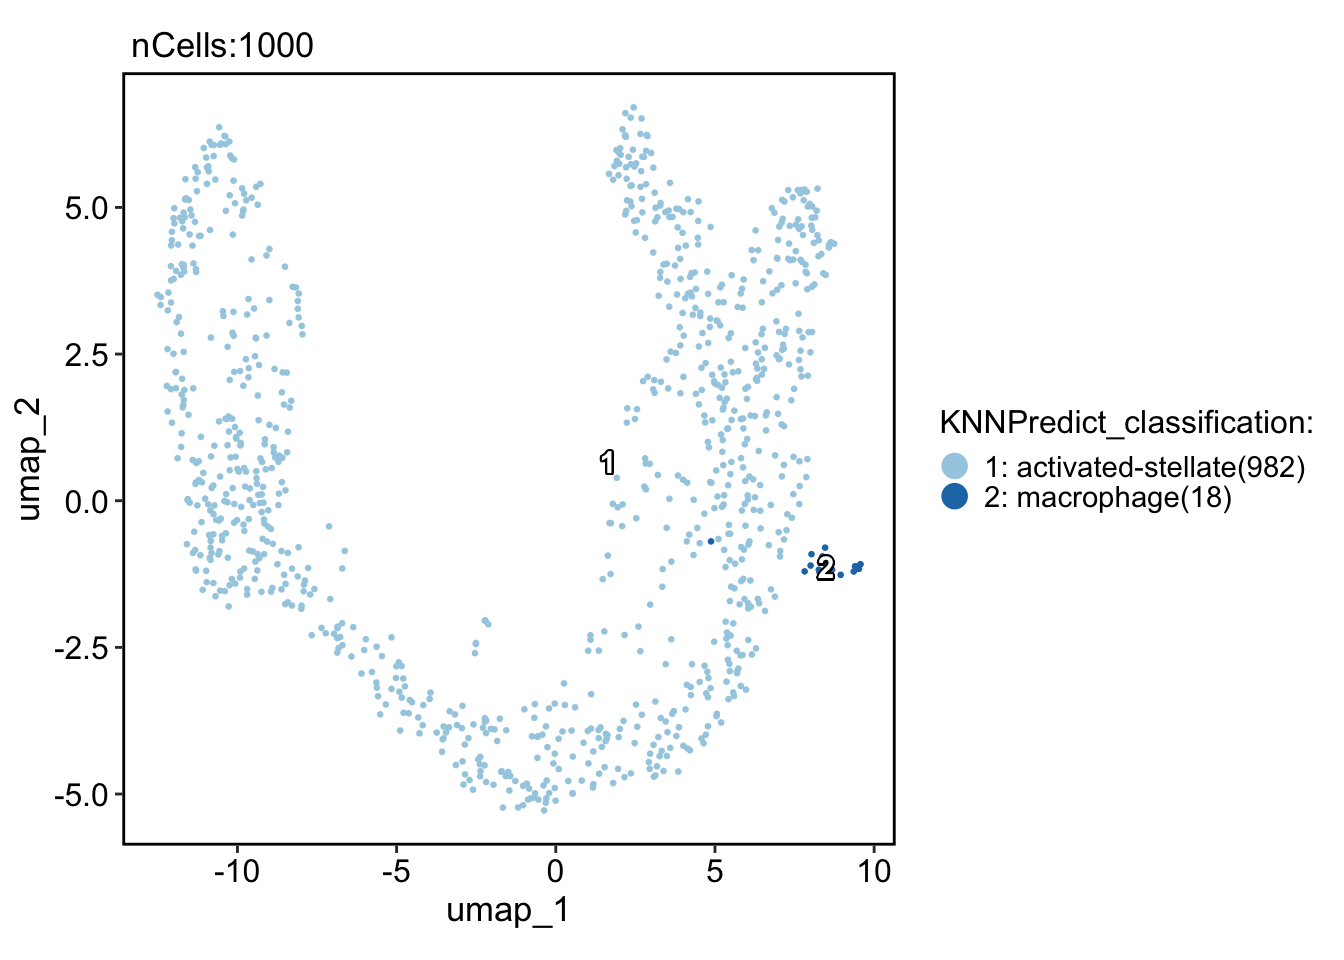 nCells:1000
5.0
2.5
0.0
-2.5
-5.0
umap_2
1
2
-10
-5
0
5
10
umap_1
KNNPredict_classification:
1: activated-stellate(982)
2: macrophage(18)